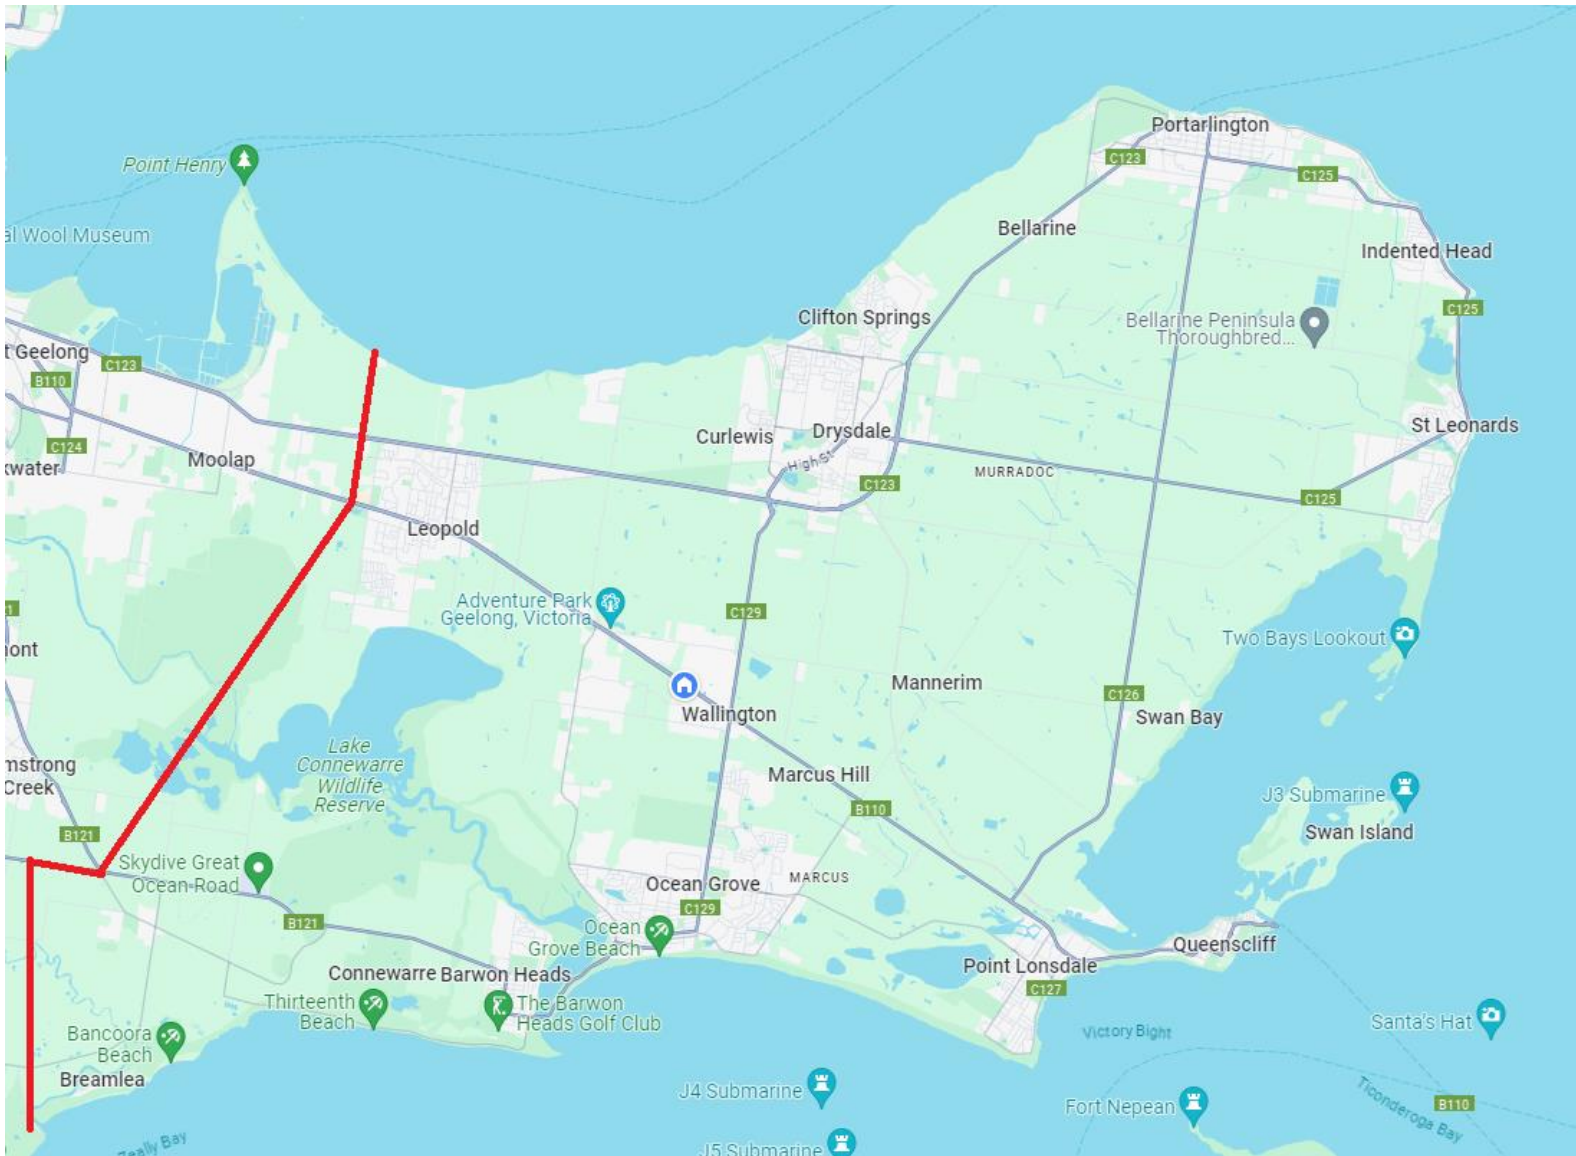 Portarlington
C123
C125
Point Henry
al Wool Museum
Bellarine
Indented Head
C125
Clifton Springs
Bellarine Peninsula
Thoroughbred...
t Geelong
C123
B110
C124
Moolap
Curlewis
Drysdale
High St
St Leonards
MURRADOC
C123
C125
Leopold
Adventure Park
Geelong, Victoria
C129
Two Bays Lookout
Mannerim
C126
Wallington
Swan Bay
Lake
Connewarre
Wildlife
Reserve
mstrong
Creek
Marcus Hill
B110
J3 Submarine
Swan Island
B121
Skydive Great
Ocean Road
B121
Ocean Grove
MARCUS
C129
Ocean
Grove Beach
Queenscliff
Point Lonsdale
C127
Connewarre
Barwon Heads
Thirteenth
Beach
The Barwon
Heads Golf Club
Santa's Hat
Victory Bight
Bancoora
Beach
Breamlea
J4 Submarine
Fort Nepean
B110
Ticonderoga Bay
J5 Submarine